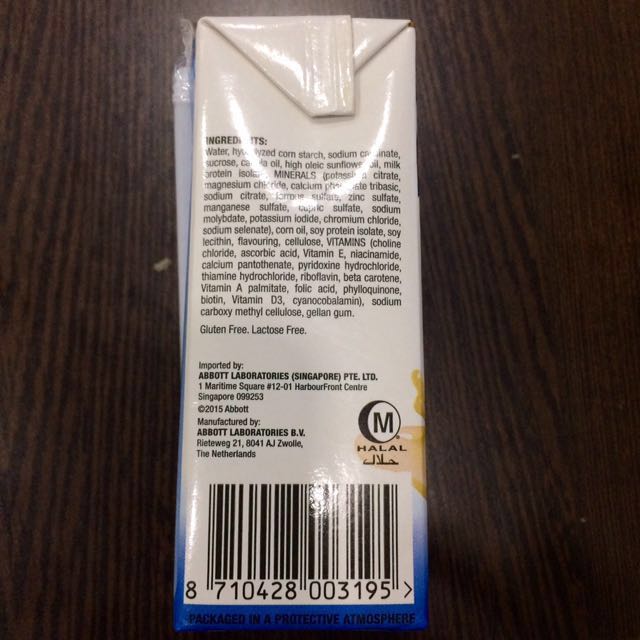 INGREDIENTS:
Water, hydrolyzed corn starch, sodium caseinate,
sucrose, canola oil, high oleic sunflower oil, milk
protein isolate, MINERALS (potassium citrate,
magnesium chloride, calcium phosphate tribasic,
sodium citrate, ferrous sulfate, zinc sulfate,
manganese sulfate, cupric sulfate, sodium
molybdate, potassium iodide, chromium chloride,
sodium selenate), corn oil, soy protein isolate, soy
lecithin, flavouring, cellulose, VITAMINS (choline
chloride, ascorbic acid, Vitamin E, niacinamide,
calcium pantothenate, pyridoxine hydrochloride,
thiamine hydrochloride, riboflavin, beta carotene,
Vitamin A palmitate, folic acid, phylloquinone,
biotin, Vitamin D3, cyanocobalamin), sodium
carboxy methyl cellulose, gellan gum.
Gluten Free. Lactose Free.
Imported by:
ABBOTT LABORATORIES (SINGAPORE) PTE. LTD.
1 Maritime Square #12-01 HarbourFront Centre
Singapore 099253
©2015 Abbott
Manufactured by:
ABBOTT LABORATORIES B.V.
Rieteweg 21, 8041 AJ Zwolle,
The Netherlands
M
HALAL
حلال
8 710428 003195 >
PACKAGED IN A PROTECTIVE ATMOSPHERE